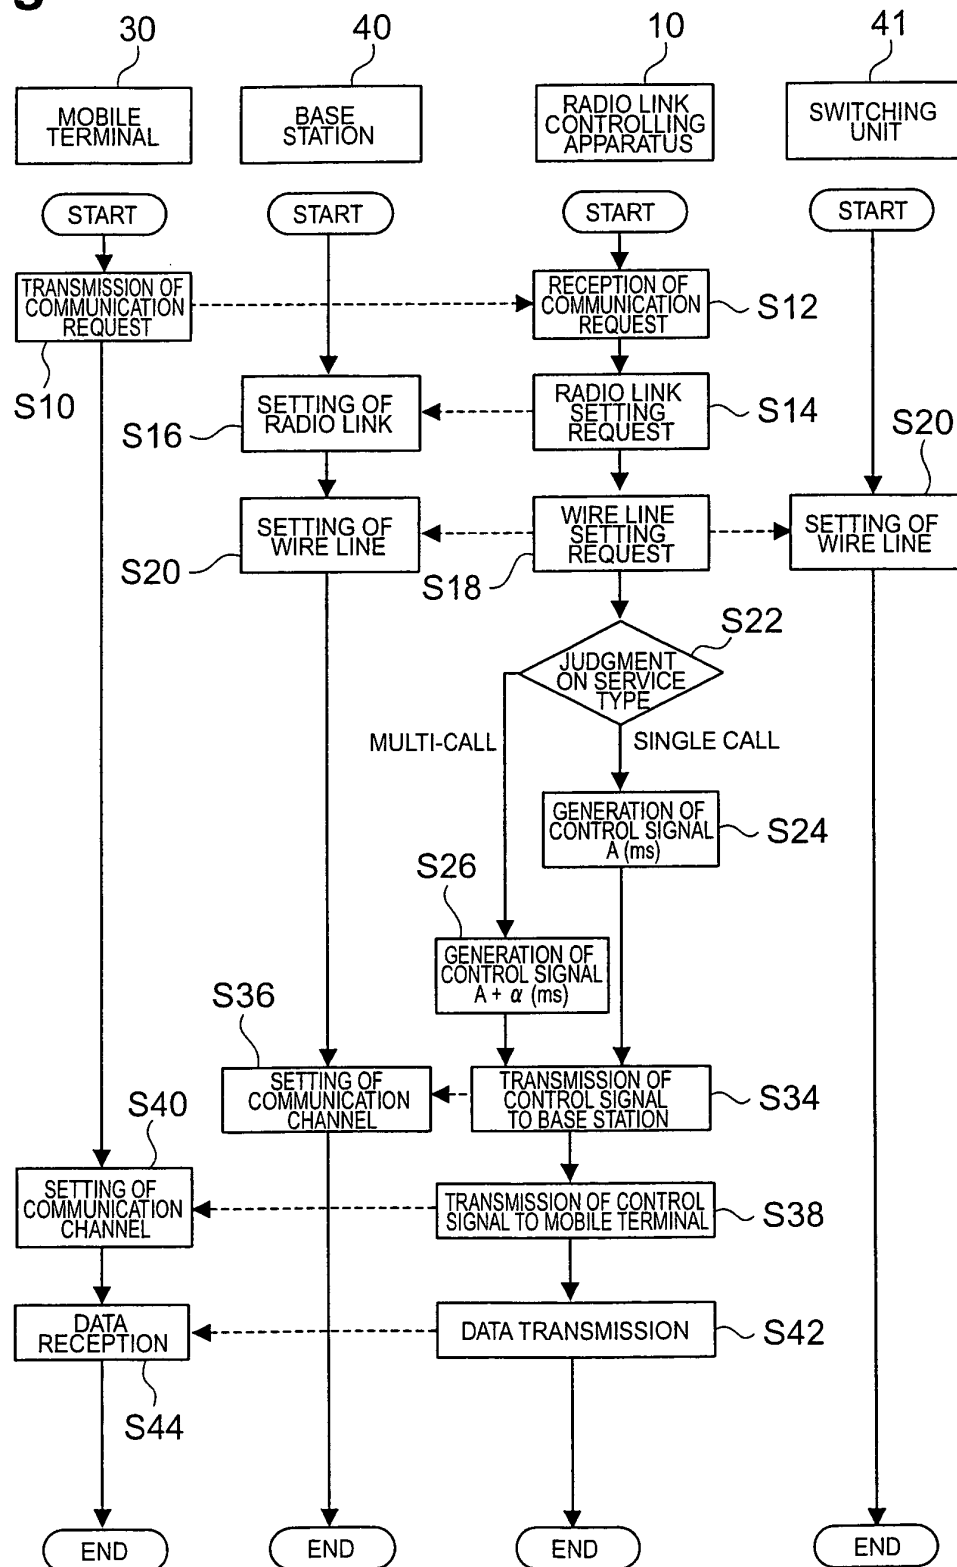 30
40
10
41
MOBILE
TERMINAL
BASE
STATION
RADIO LINK
CONTROLLING
APPARATUS
SWITCHING
UNIT
START
START
START
START
TRANSMISSION OF
COMMUNICATION
REQUEST
S10
RECEPTION OF
COMMUNICATION
REQUEST
S12
SETTING OF
RADIO LINK
S16
RADIO LINK
SETTING
REQUEST
S14
S20
SETTING OF
WIRE LINE
S20
WIRE LINE
SETTING
REQUEST
S18
SETTING OF
WIRE LINE
S22
JUDGMENT
ON SERVICE
TYPE
MULTI-CALL
SINGLE CALL
GENERATION OF
CONTROL SIGNAL
A (ms)
S24
S26
GENERATION OF
CONTROL SIGNAL
A + α (ms)
S36
SETTING OF
COMMUNICATION
CHANNEL
TRANSMISSION OF
CONTROL SIGNAL
TO BASE STATION
S34
S40
SETTING OF
COMMUNICATION
CHANNEL
TRANSMISSION OF CONTROL
SIGNAL TO MOBILE TERMINAL
S38
DATA
RECEPTION
S44
DATA TRANSMISSION
S42
END
END
END
END